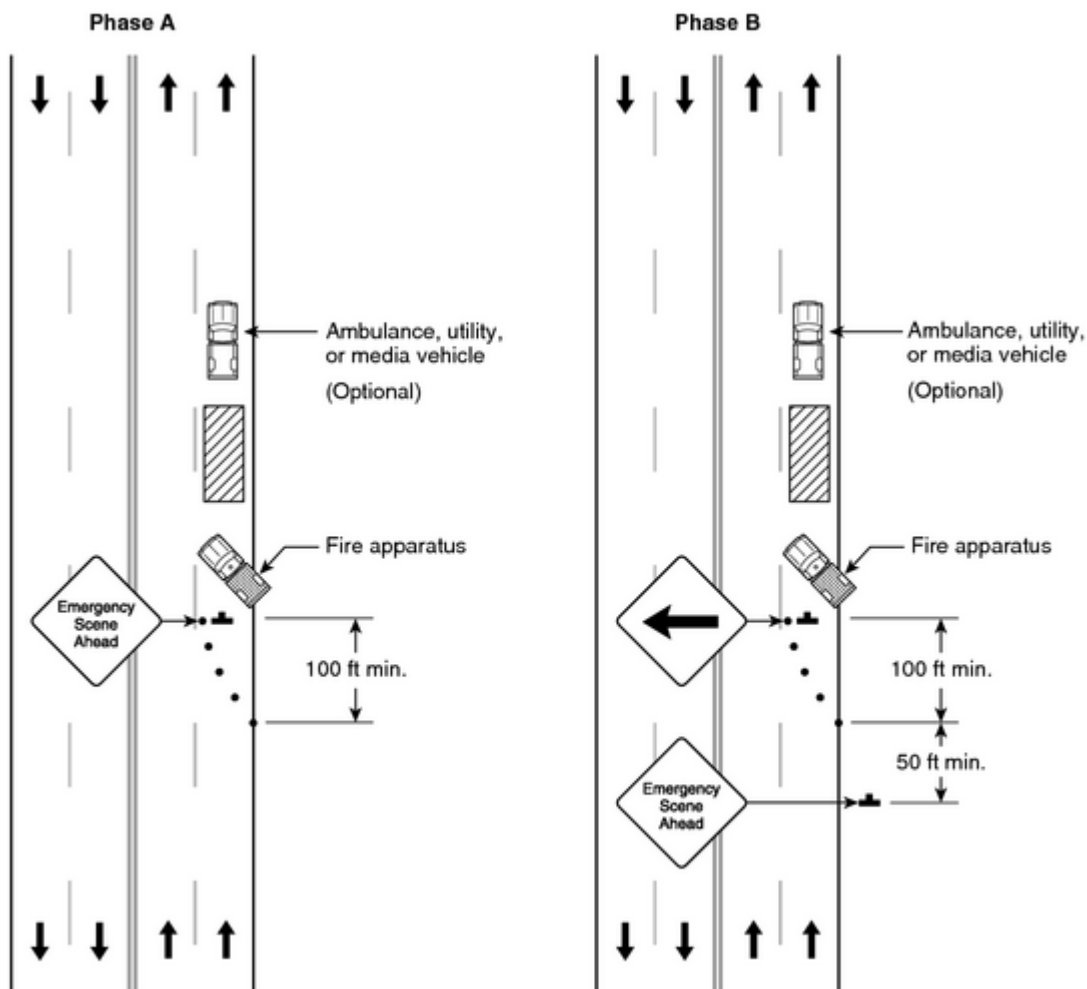 Phase A
Ambulance, utility,
or media vehicle
(Optional)
Fire apparatus
Emergency
Scene
Ahead
100 ft min.
Phase B
Ambulance, utility,
or media vehicle
(Optional)
Fire apparatus
100 ft min.
50 ft min.
Emergency
Scene
Ahead